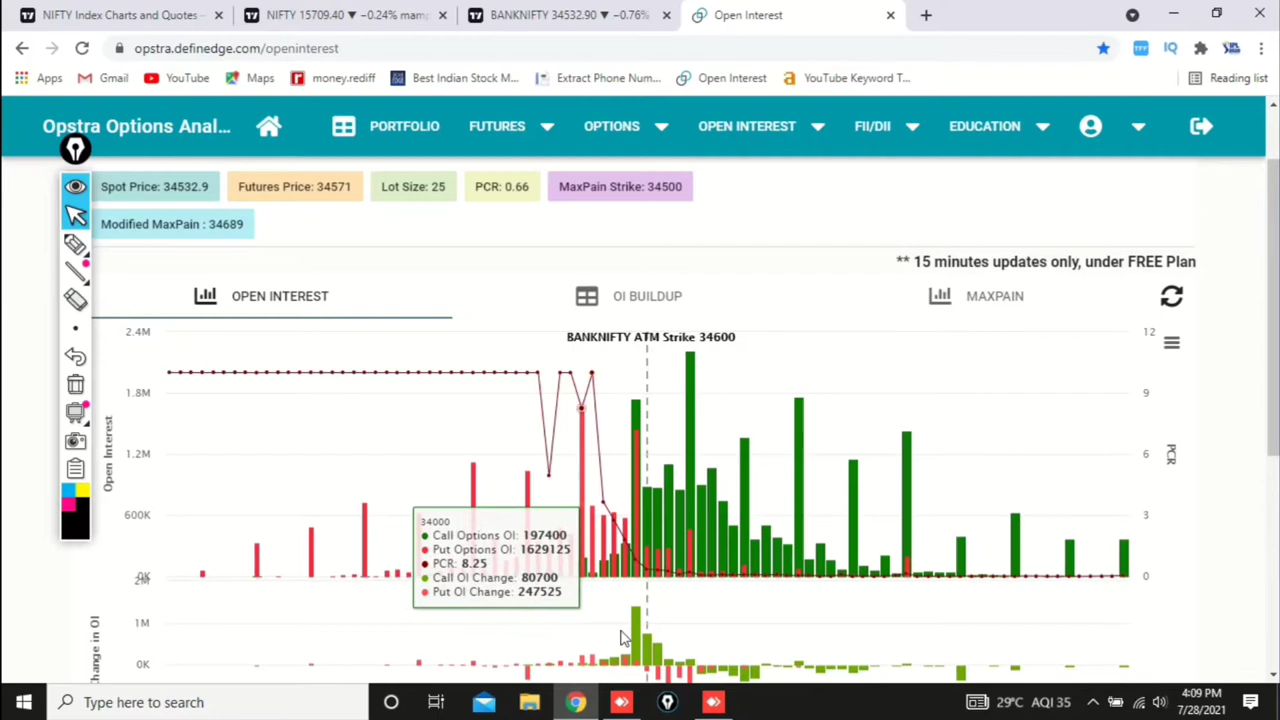 NIFTY Index Charts and Quotes –
NIFTY 15709.40 ▼ −0.24% mamp
BANKNIFTY 34532.90 ▼ −0.76%
Open Interest
opstra.definedge.com/openinterest
TFF
IQ
Apps
Gmail
YouTube
Maps
money.rediff
Best Indian Stock M...
Extract Phone Num...
Open Interest
YouTube Keyword T...
Reading list
Opstra Options Anal...
PORTFOLIO
FUTURES
OPTIONS
OPEN INTEREST
FII/DII
EDUCATION
Spot Price: 34532.9
Futures Price: 34571
Lot Size: 25
PCR: 0.66
MaxPain Strike: 34500
Modified MaxPain : 34689
** 15 minutes updates only, under FREE Plan
OPEN INTEREST
OI BUILDUP
MAXPAIN
BANKNIFTY ATM Strike 34600
2.4M
1.8M
1.2M
600K
0K
Open Interest
12
9
6
3
0
PCR
34000
Call Options OI: 197400
Put Options OI: 1629125
PCR: 8.25
Call OI Change: 80700
Put OI Change: 247525
2M
1M
0K
Change in OI
Type here to search
29°C AQI 35
4:09 PM
7/28/2021